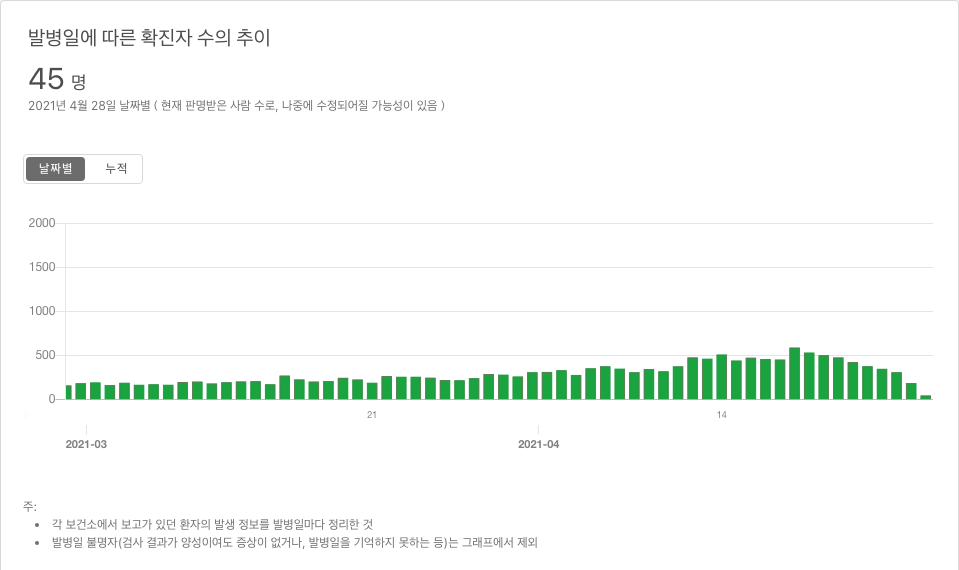 발병일에 따른 확진자 수의 추이
45 명
2021년 4월 28일 날짜별 ( 현재 판명받은 사람 수로, 나중에 수정되어질 가능성이 있음 )
날짜별 누적
2000
1500
1000
500
0
21 14
2021-03 2021-04
주:
• 각 보건소에서 보고가 있던 환자의 발생 정보를 발병일마다 정리한 것
• 발병일 불명자(검사 결과가 양성이여도 증상이 없거나, 발병일을 기억하지 못하는 등)는 그래프에서 제외